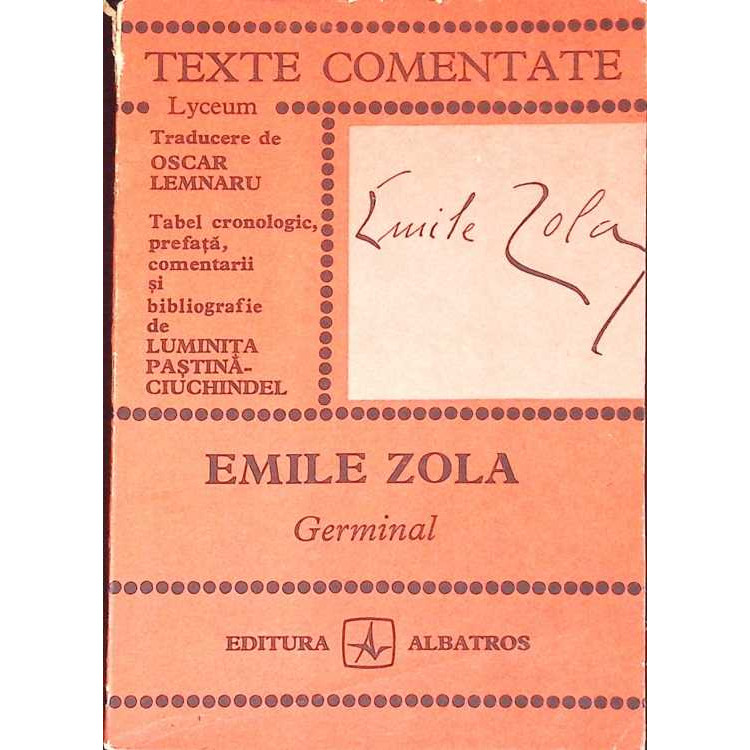 TEXTE COMENTATE
Lyceum
Traducere de
OSCAR
LEMNARU
Tabel cronologic,
prefață,
comentarii
și
bibliografie
de
LUMINIȚA
PAȘTINĂ-
CIUCHINDEL
Emile Zola
EMILE ZOLA
Germinal
EDITURA ALBATROS